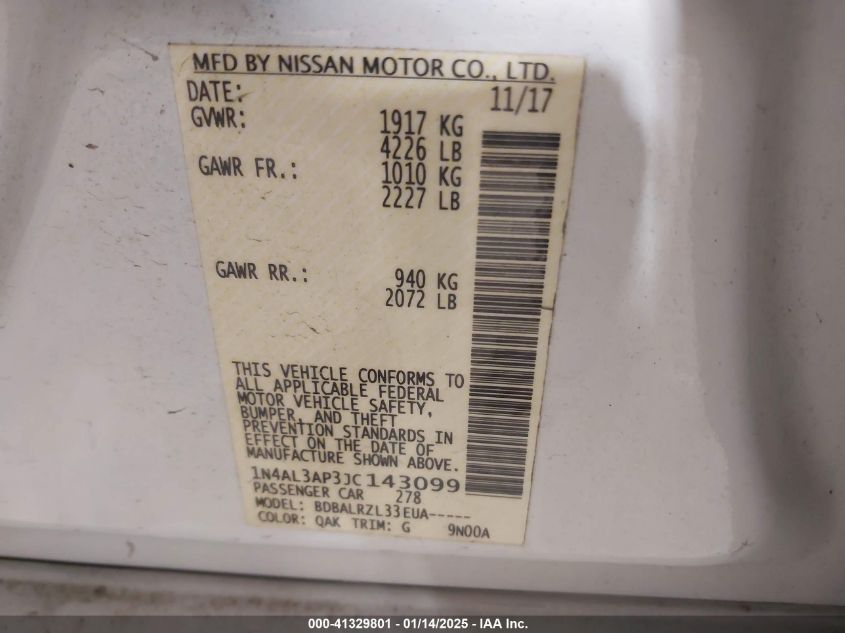 MFD BY NISSAN MOTOR CO., LTD.
DATE: 11/17
GVWR: 1917 KG
4226 LB
GAWR FR.: 1010 KG
2227 LB
GAWR RR.: 940 KG
2072 LB
THIS VEHICLE CONFORMS TO
ALL APPLICABLE FEDERAL
MOTOR VEHICLE SAFETY,
BUMPER, AND THEFT
PREVENTION STANDARDS IN
EFFECT ON THE DATE OF
MANUFACTURE SHOWN ABOVE.
1N4AL3AP3JC143099
PASSENGER CAR 278
MODEL: BDBALRZL33EUA-----
COLOR: QAK TRIM: G 9N00A
000-41329801 - 01/14/2025 - IAA Inc.